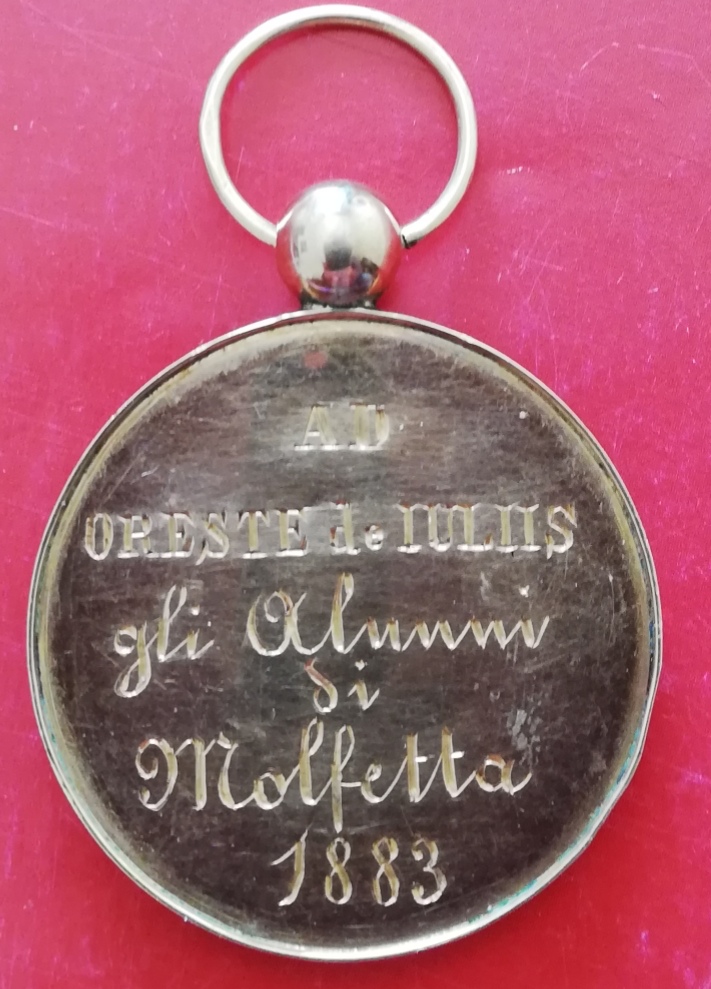 AD
ORESTE de IULIIS
gli Alunni
di
Molfetta
1883